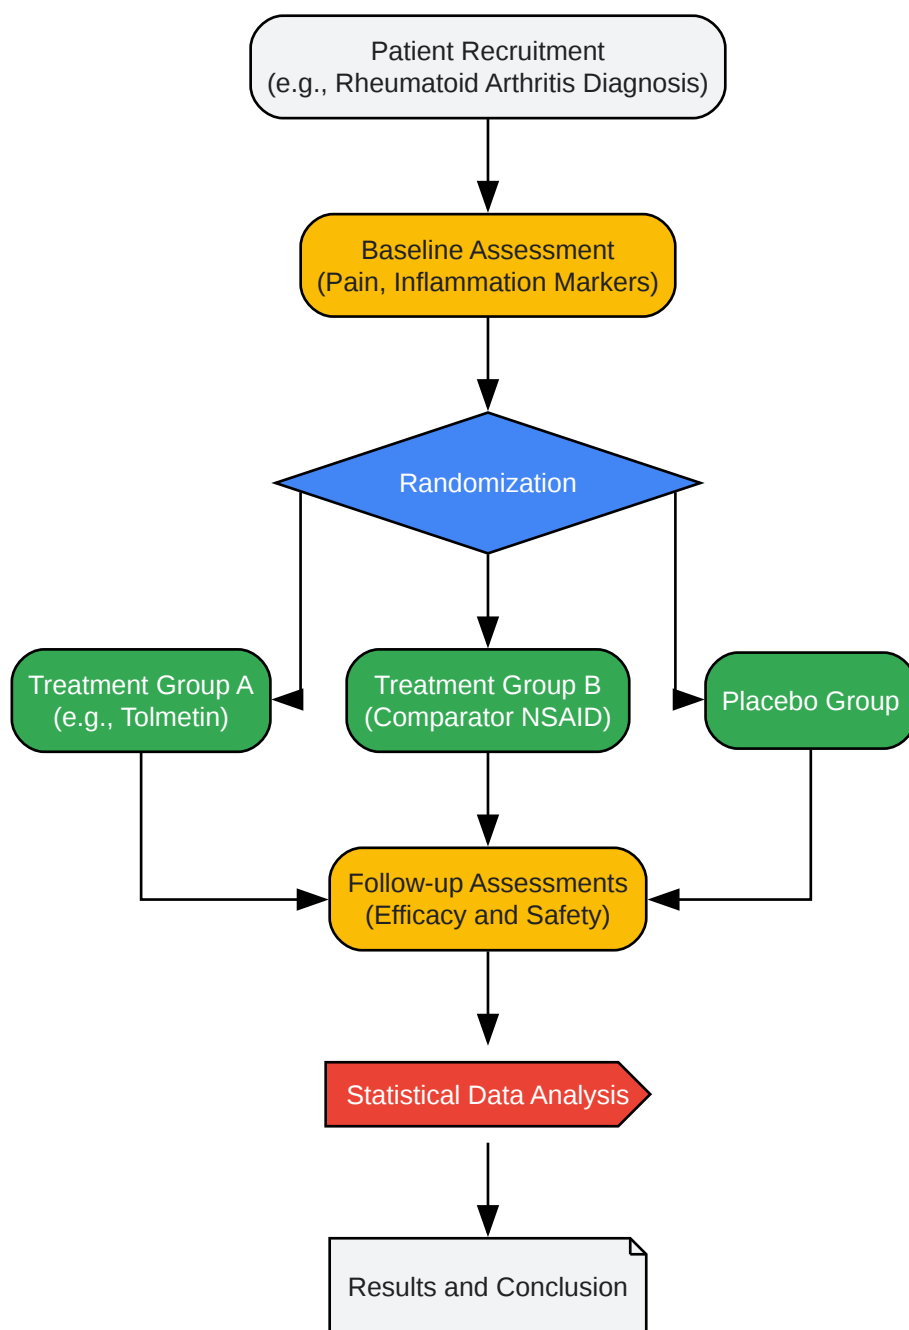 Patient Recruitment
(e.g., Rheumatoid Arthritis Diagnosis)
Baseline Assessment
(Pain, Inflammation Markers)
Randomization
Treatment Group A
(e.g., Tolmetin)
Treatment Group B
(Comparator NSAID)
Placebo Group
Follow-up Assessments
(Efficacy and Safety)
Statistical Data Analysis
Results and Conclusion